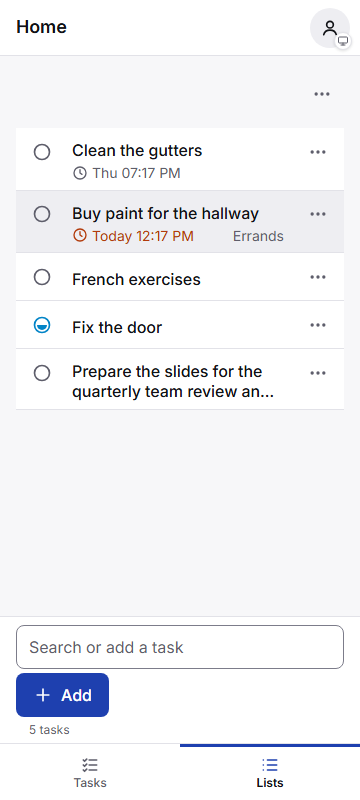 Home
Clean the gutters
Thu 07:17 PM
Buy paint for the hallway
Today 12:17 PM Errands
French exercises
Fix the door
Prepare the slides for the
quarterly team review an...
Search or add a task
Add
5 tasks
Tasks Lists